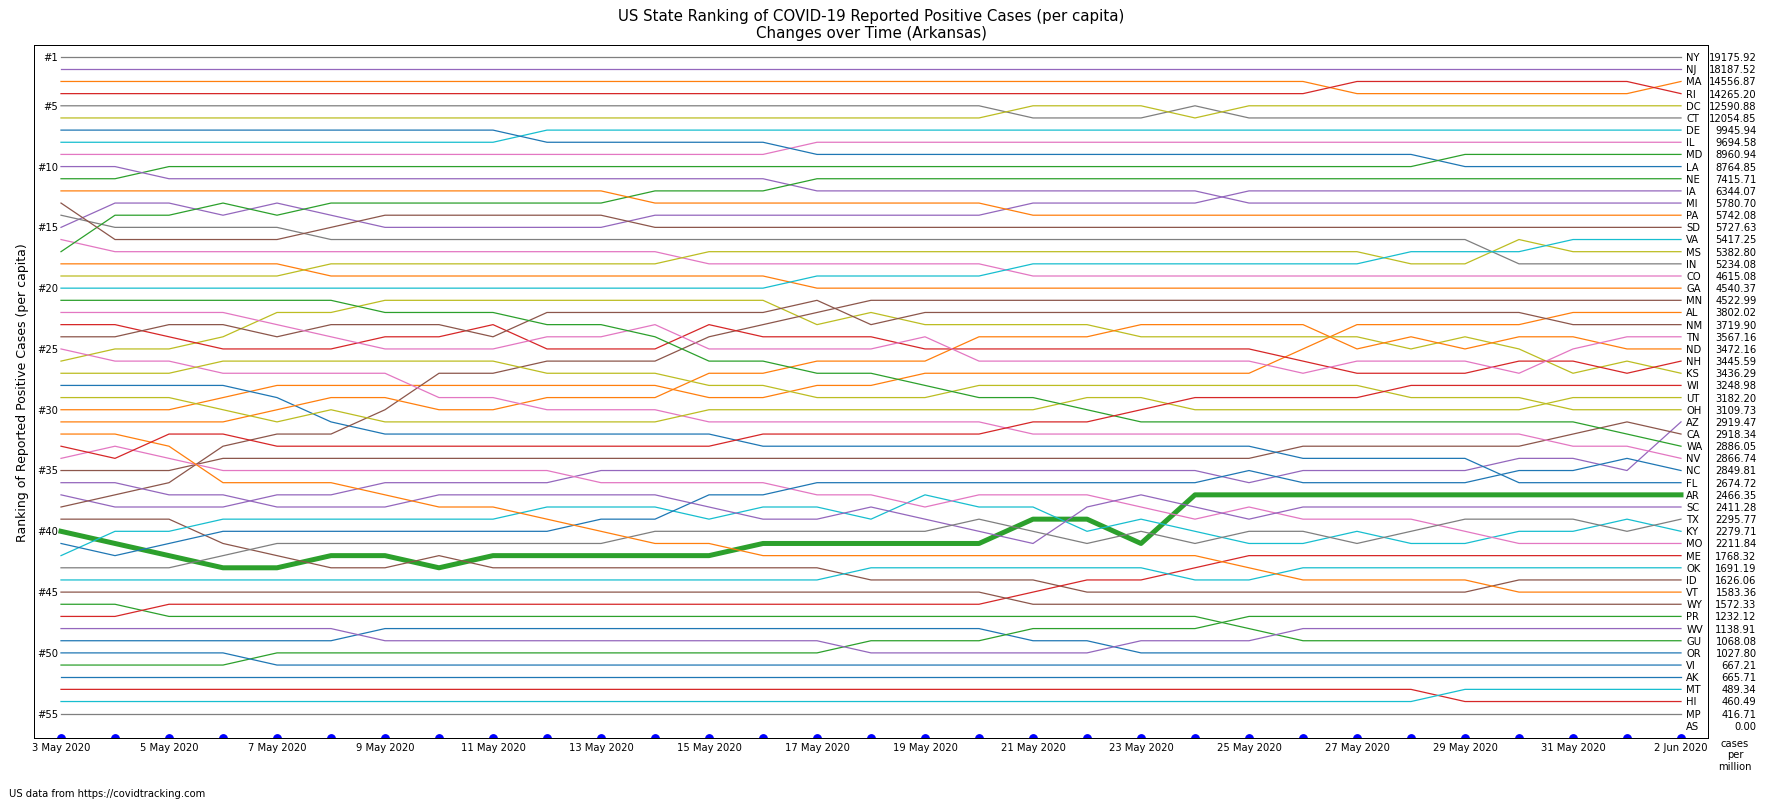 US State Ranking of COVID-19 Reported Positive Cases (per capita)
Changes over Time (Arkansas)
Ranking of Reported Positive Cases (per capita)
#1
#5
#10
#15
#20
#25
#30
#35
#40
#45
#50
#55
NY 19175.92
NJ 18187.52
MA 14556.87
RI 14265.20
DC 12590.88
CT 12054.85
DE 9945.94
IL 9694.58
MD 8960.94
LA 8764.85
NE 7415.71
IA 6344.07
MI 5780.70
PA 5742.08
SD 5727.63
VA 5417.25
MS 5382.80
IN 5234.08
CO 4615.08
GA 4540.37
MN 4522.99
AL 3802.02
NM 3719.90
TN 3567.16
ND 3472.16
NH 3445.59
KS 3436.29
WI 3248.98
UT 3182.20
OH 3109.73
AZ 2919.47
CA 2918.34
WA 2886.05
NV 2866.74
NC 2849.81
FL 2674.72
AR 2466.35
SC 2411.28
TX 2295.77
KY 2279.71
MO 2211.84
ME 1768.32
OK 1691.19
ID 1626.06
VT 1583.36
WY 1572.33
PR 1232.12
WV 1138.91
GU 1068.08
OR 1027.80
VI 667.21
AK 665.71
MT 489.34
HI 460.49
MP 416.71
AS 0.00
3 May 2020 5 May 2020 7 May 2020 9 May 2020 11 May 2020 13 May 2020 15 May 2020 17 May 2020 19 May 2020 21 May 2020 23 May 2020 25 May 2020 27 May 2020 29 May 2020 31 May 2020 2 Jun 2020
cases
per
million
US data from https://covidtracking.com